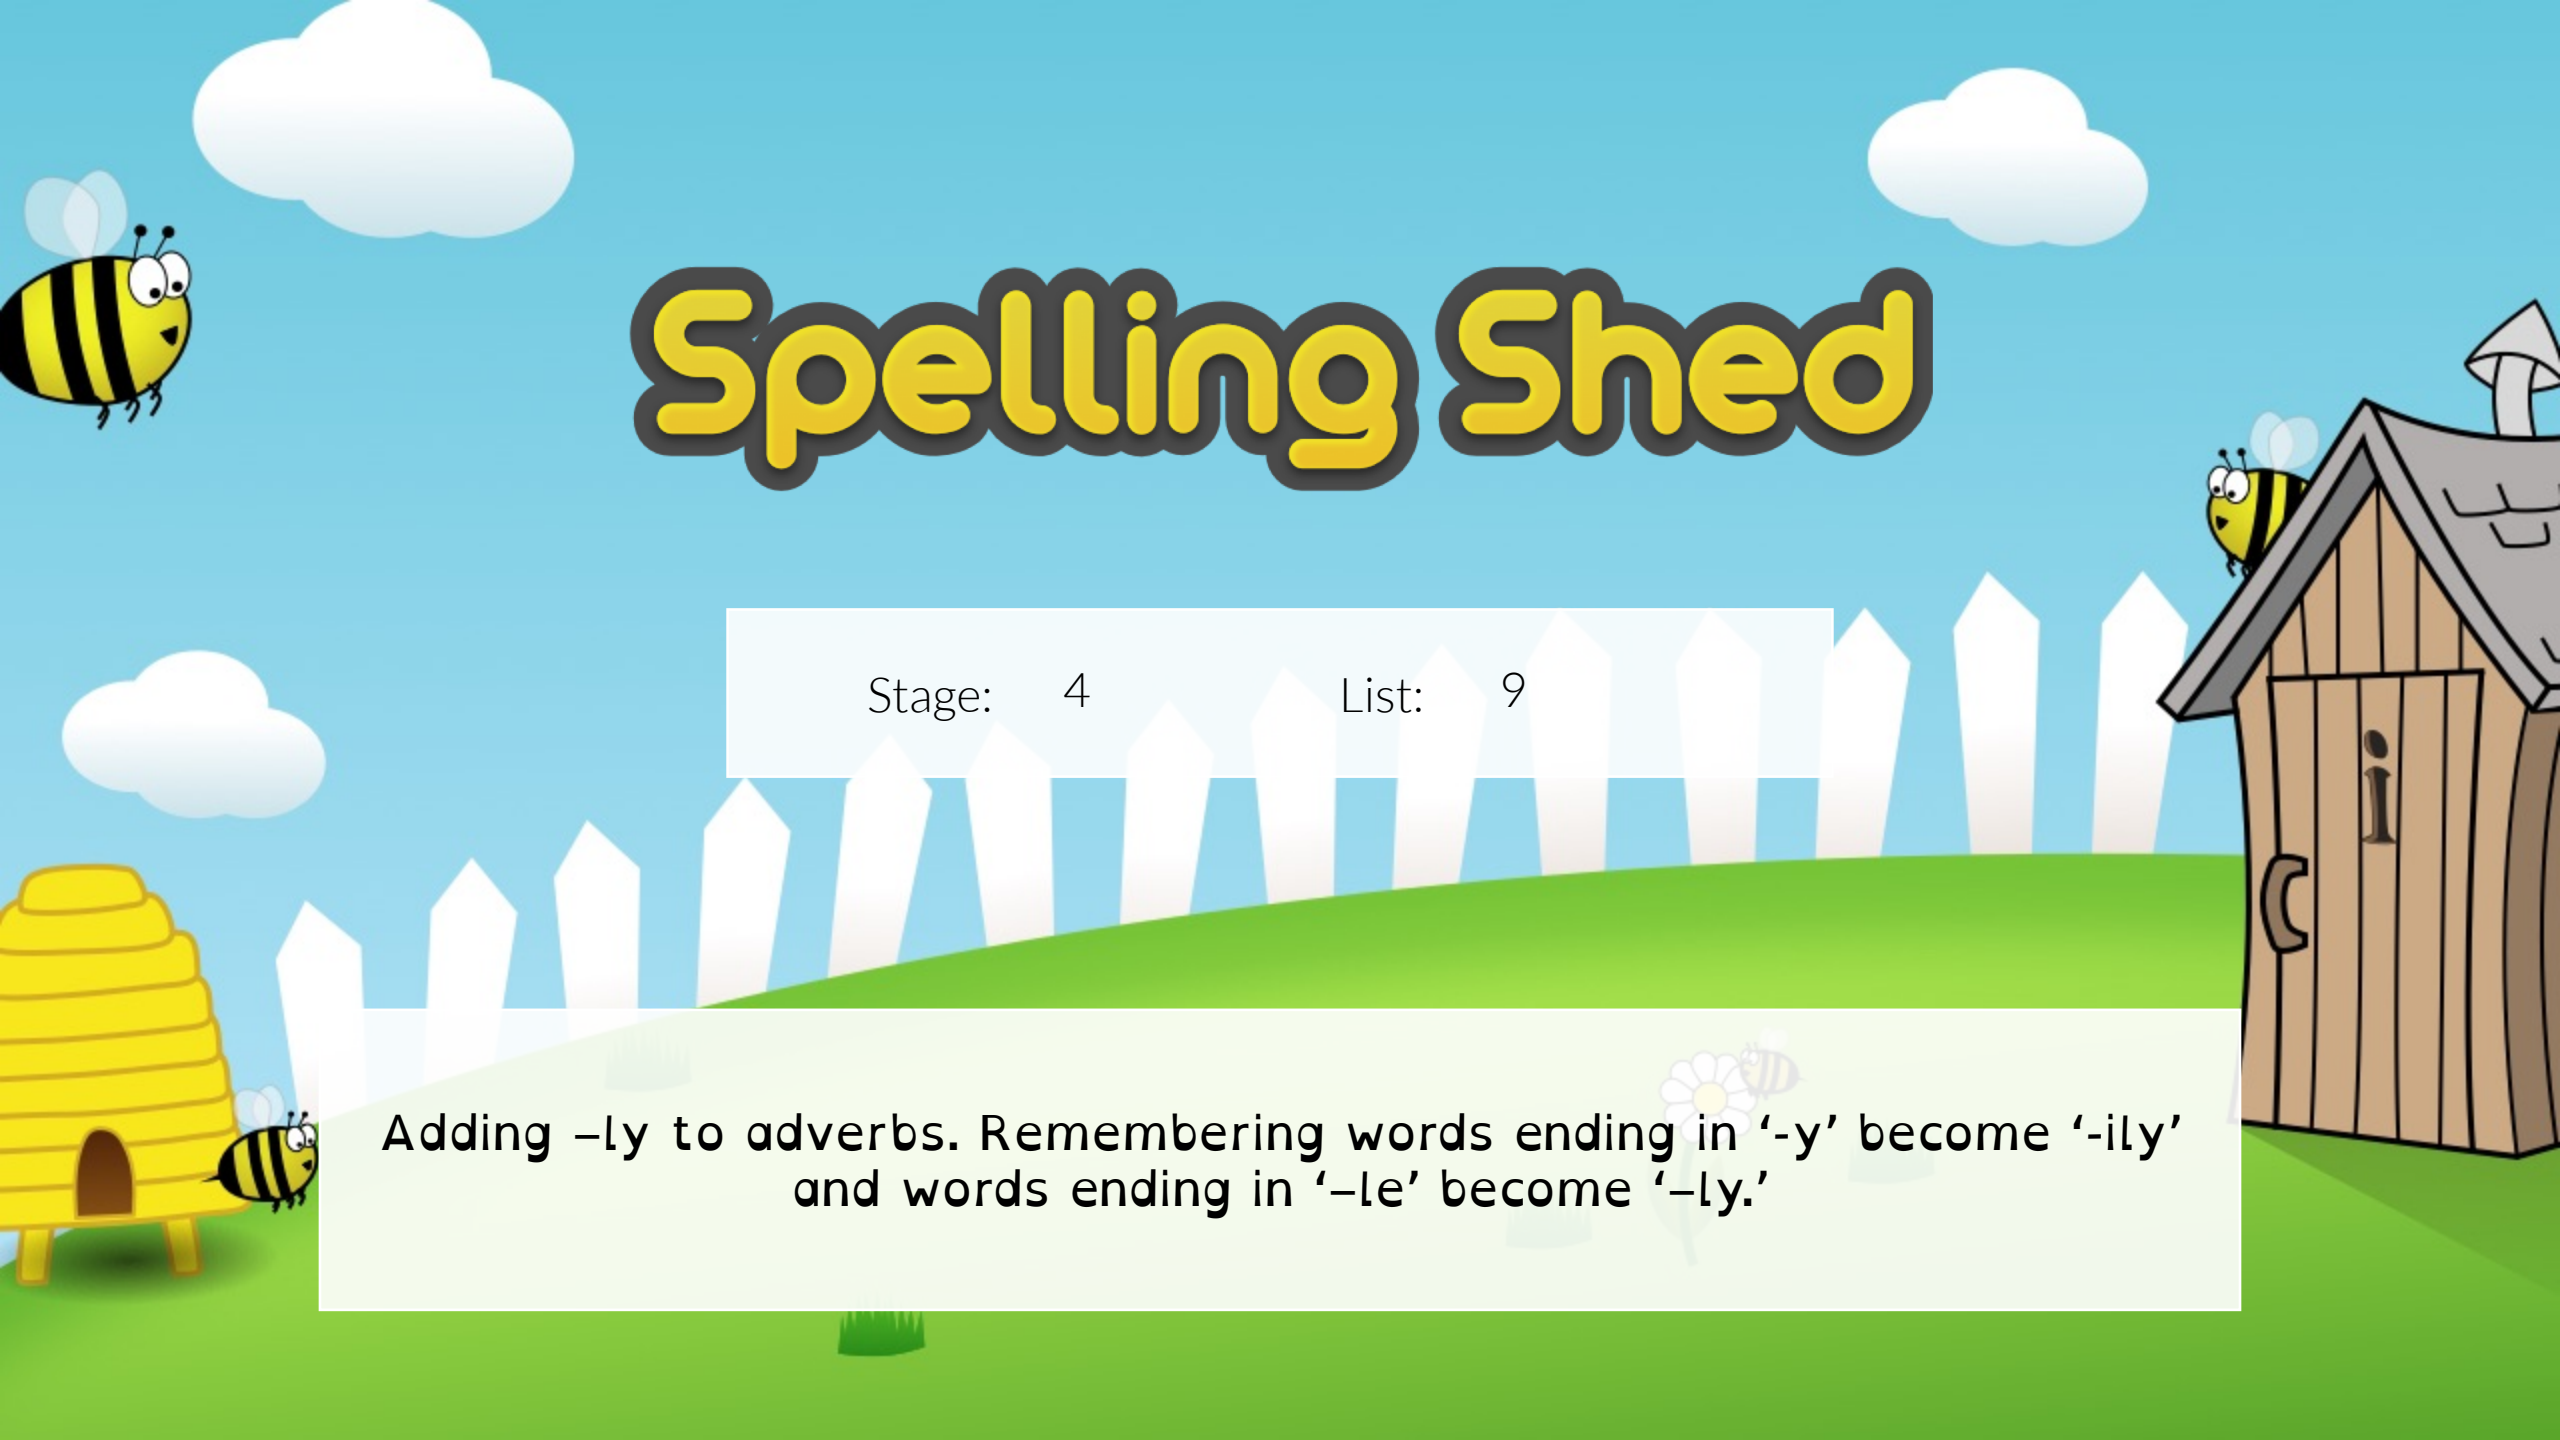 Spelling Shed
Stage: 4 List: 9
i
Adding –ly to adverbs. Remembering words ending in ‘-y’ become ‘-ily’
and words ending in ‘–le’ become ‘–ly.’